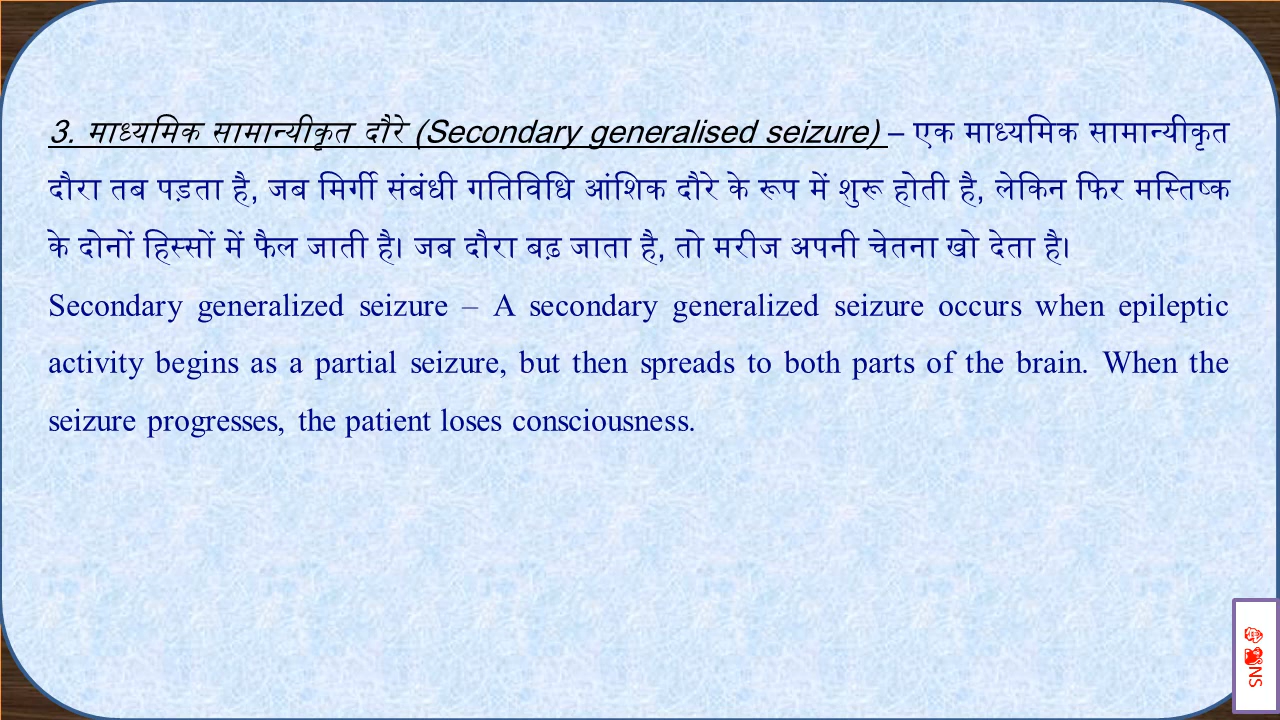 3. माध्यमिक सामान्यीकृत दौरे (Secondary generalised seizure) – एक माध्यमिक सामान्यीकृत
दौरा तब पड़ता है, जब मिर्गी संबंधी गतिविधि आंशिक दौरे के रूप में शुरू होती है, लेकिन फिर मस्तिष्क
के दोनों हिस्सों में फैल जाती है। जब दौरा बढ़ जाता है, तो मरीज अपनी चेतना खो देता है।
Secondary generalized seizure – A secondary generalized seizure occurs when epileptic
activity begins as a partial seizure, but then spreads to both parts of the brain. When the
seizure progresses, the patient loses consciousness.
NS